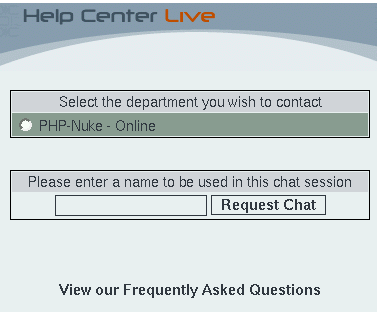 Help Center Live
Select the department you wish to contact
PHP-Nuke - Online
Please enter a name to be used in this chat session
Request Chat
View our Frequently Asked Questions